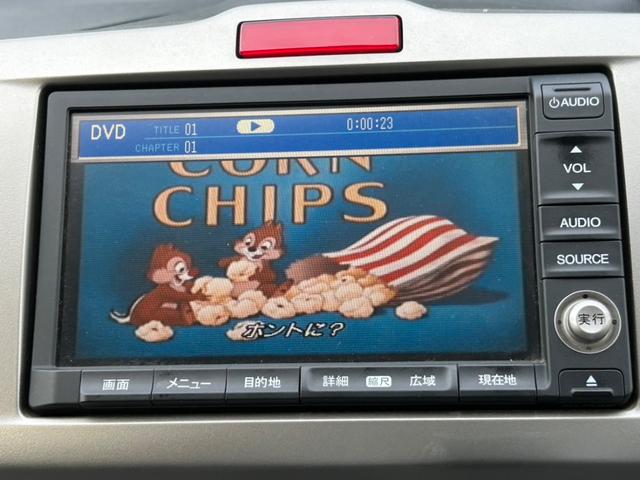 DVD TITLE 01 0:00:23
CHAPTER 01
CORN
CHIPS
ホントに?
AUDIO
VOL
AUDIO
SOURCE
実行
画面 メニュー 目的地 詳細 縮尺 広域 現在地